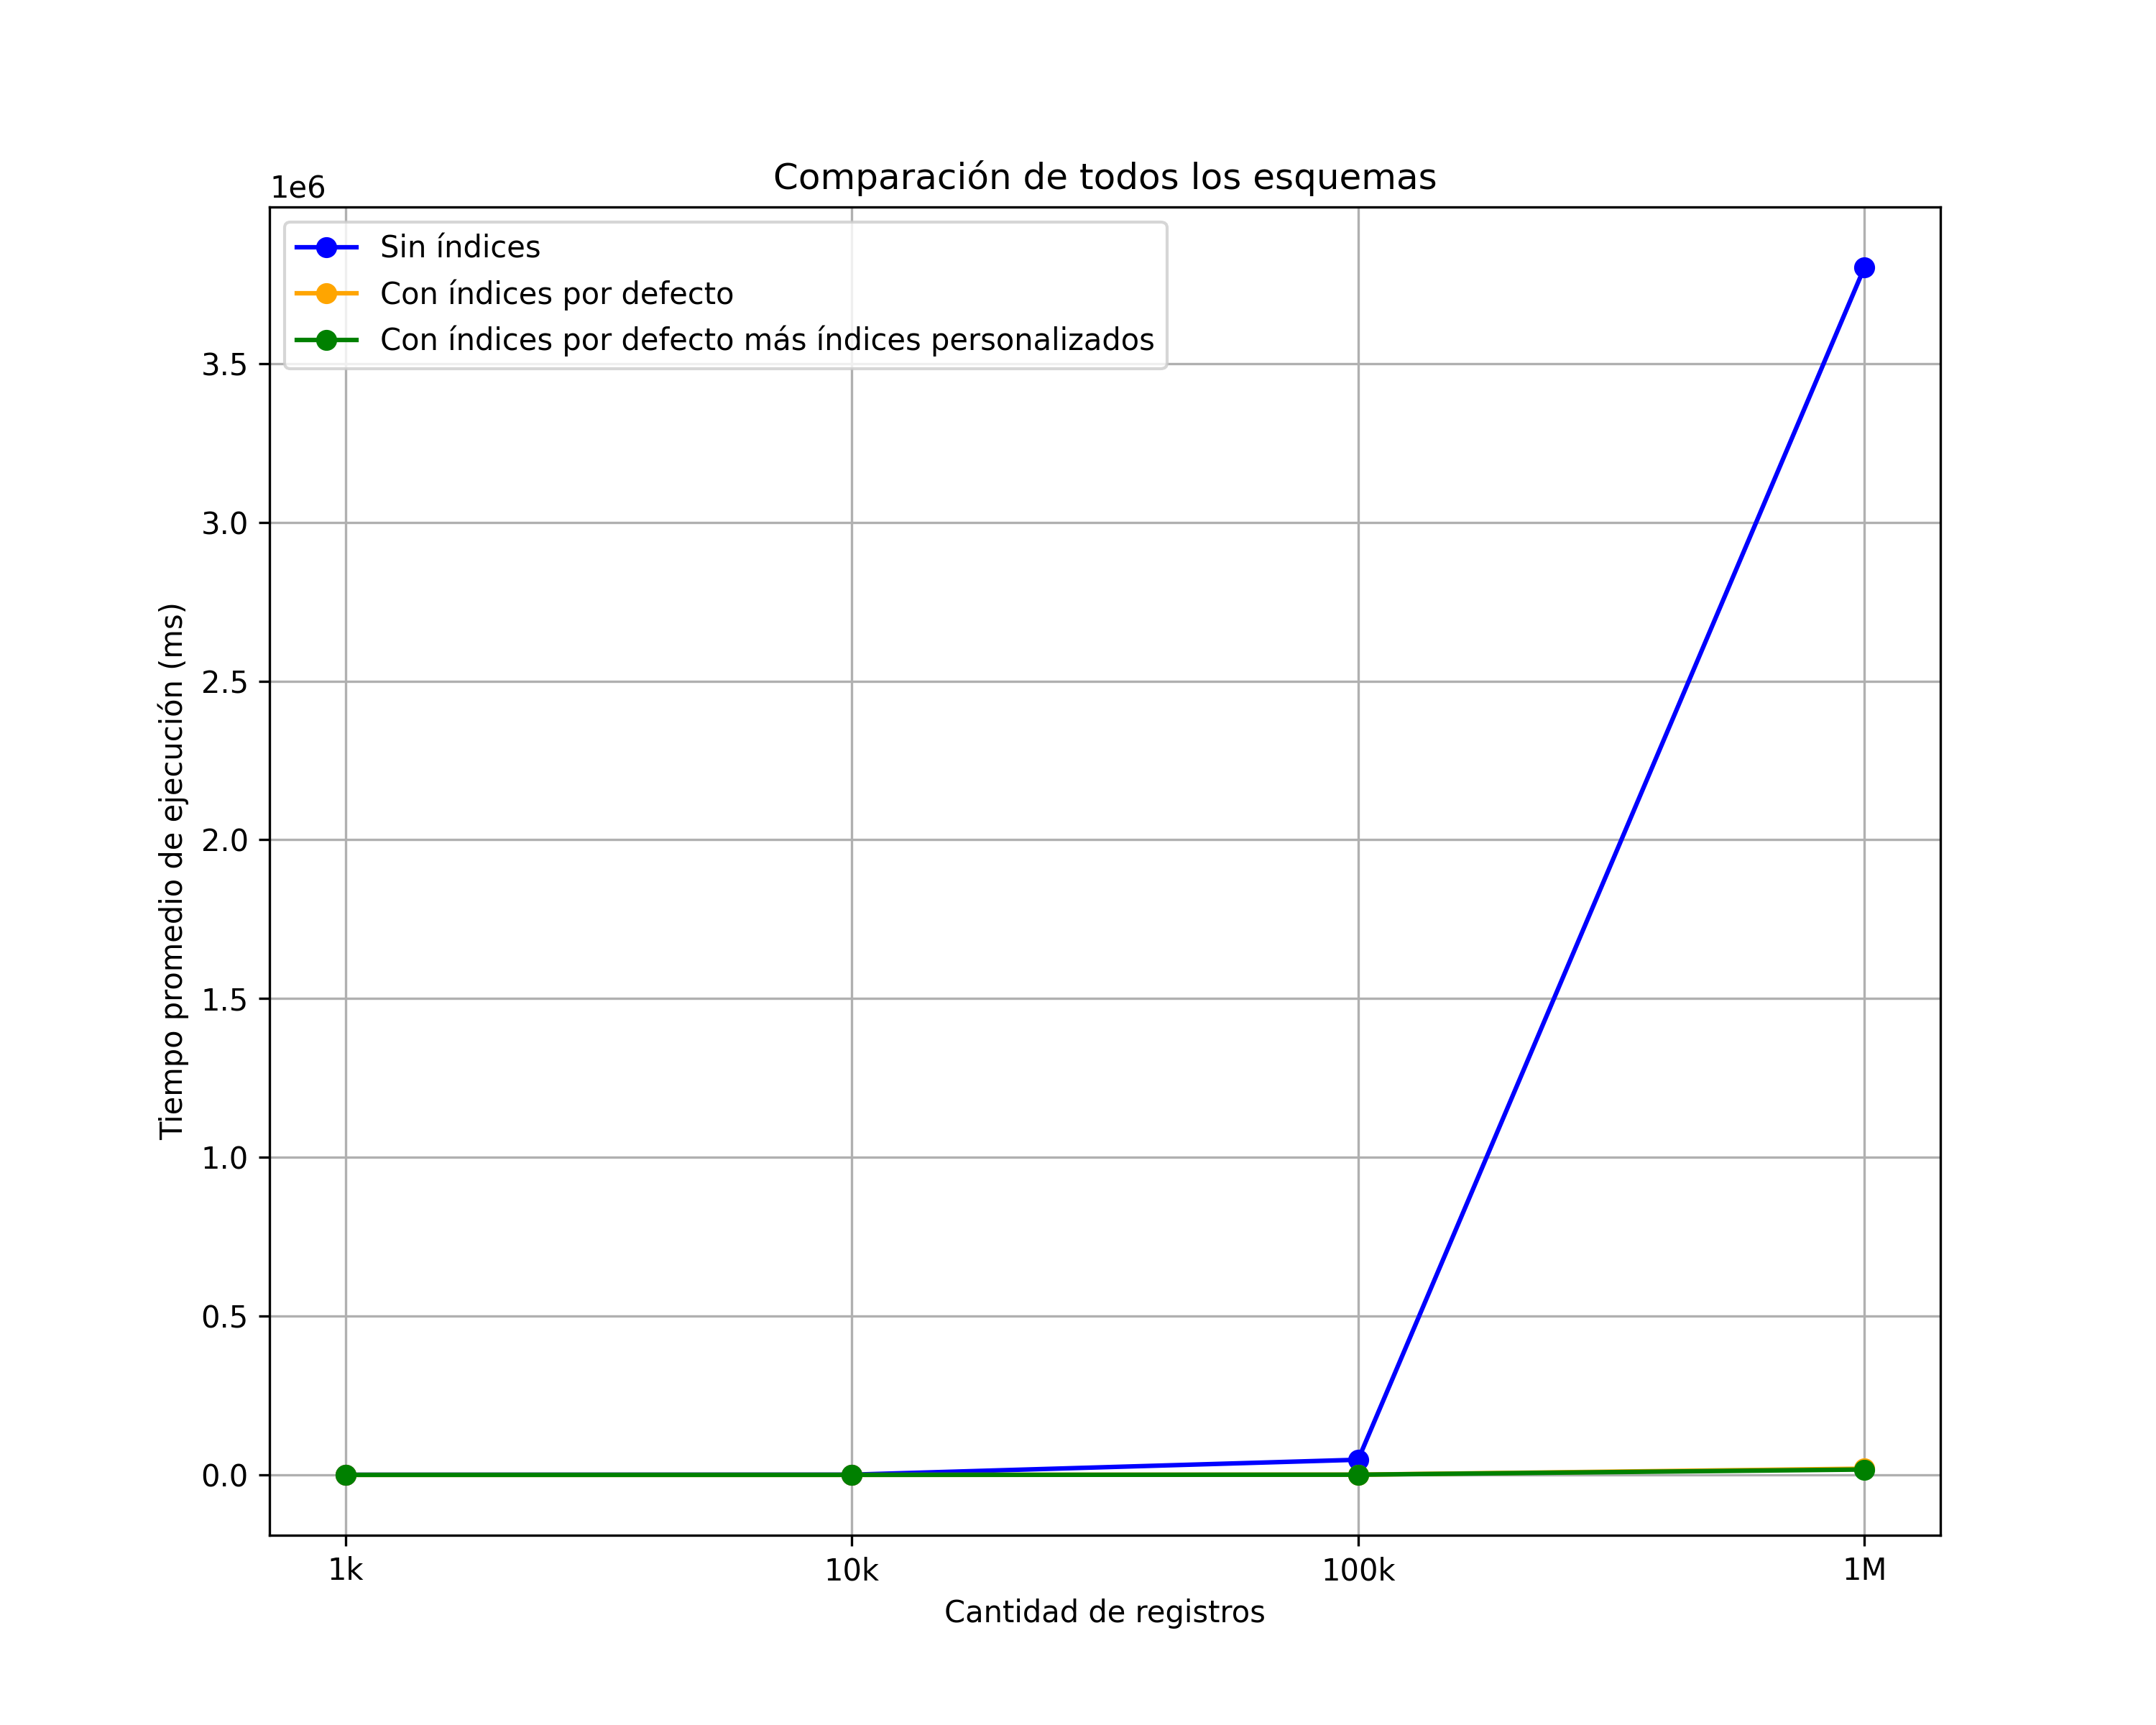 Comparación de todos los esquemas
1e6
Sin índices
Con índices por defecto
Con índices por defecto más índices personalizados
Tiempo promedio de ejecución (ms)
3.5
3.0
2.5
2.0
1.5
1.0
0.5
0.0
1k 10k 100k 1M
Cantidad de registros